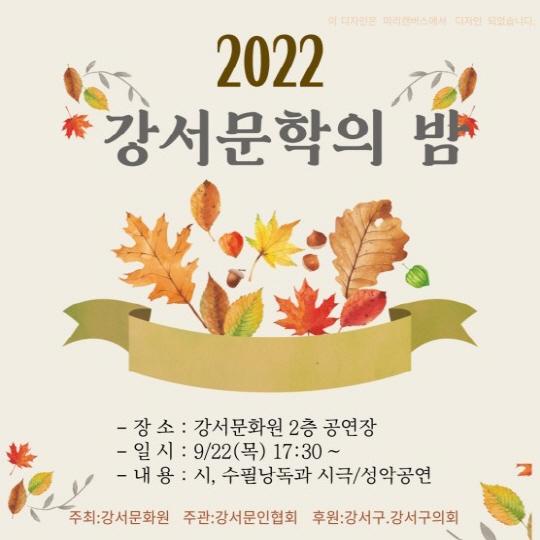 이 디자인은 미리캔버스에서 디자인 되었습니다.
2022
강서문학의 밤
- 장 소 : 강서문화원 2층 공연장
- 일 시 : 9/22(목) 17:30 ~
- 내 용 : 시, 수필낭독과 시극/성악공연
주최:강서문화원 주관:강서문인협회 후원:강서구.강서구의회